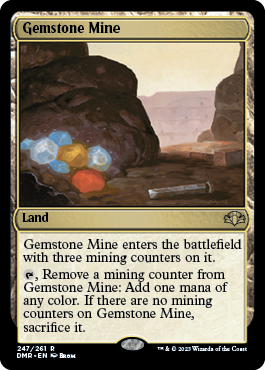 Gemstone Mine
Land
Gemstone Mine enters the battlefield
with three mining counters on it.
, Remove a mining counter from
Gemstone Mine: Add one mana of
any color. If there are no mining
counters on Gemstone Mine,
sacrifice it.
247/261 R
DMR • EN Brom
™ & © 2023 Wizards of the Coast